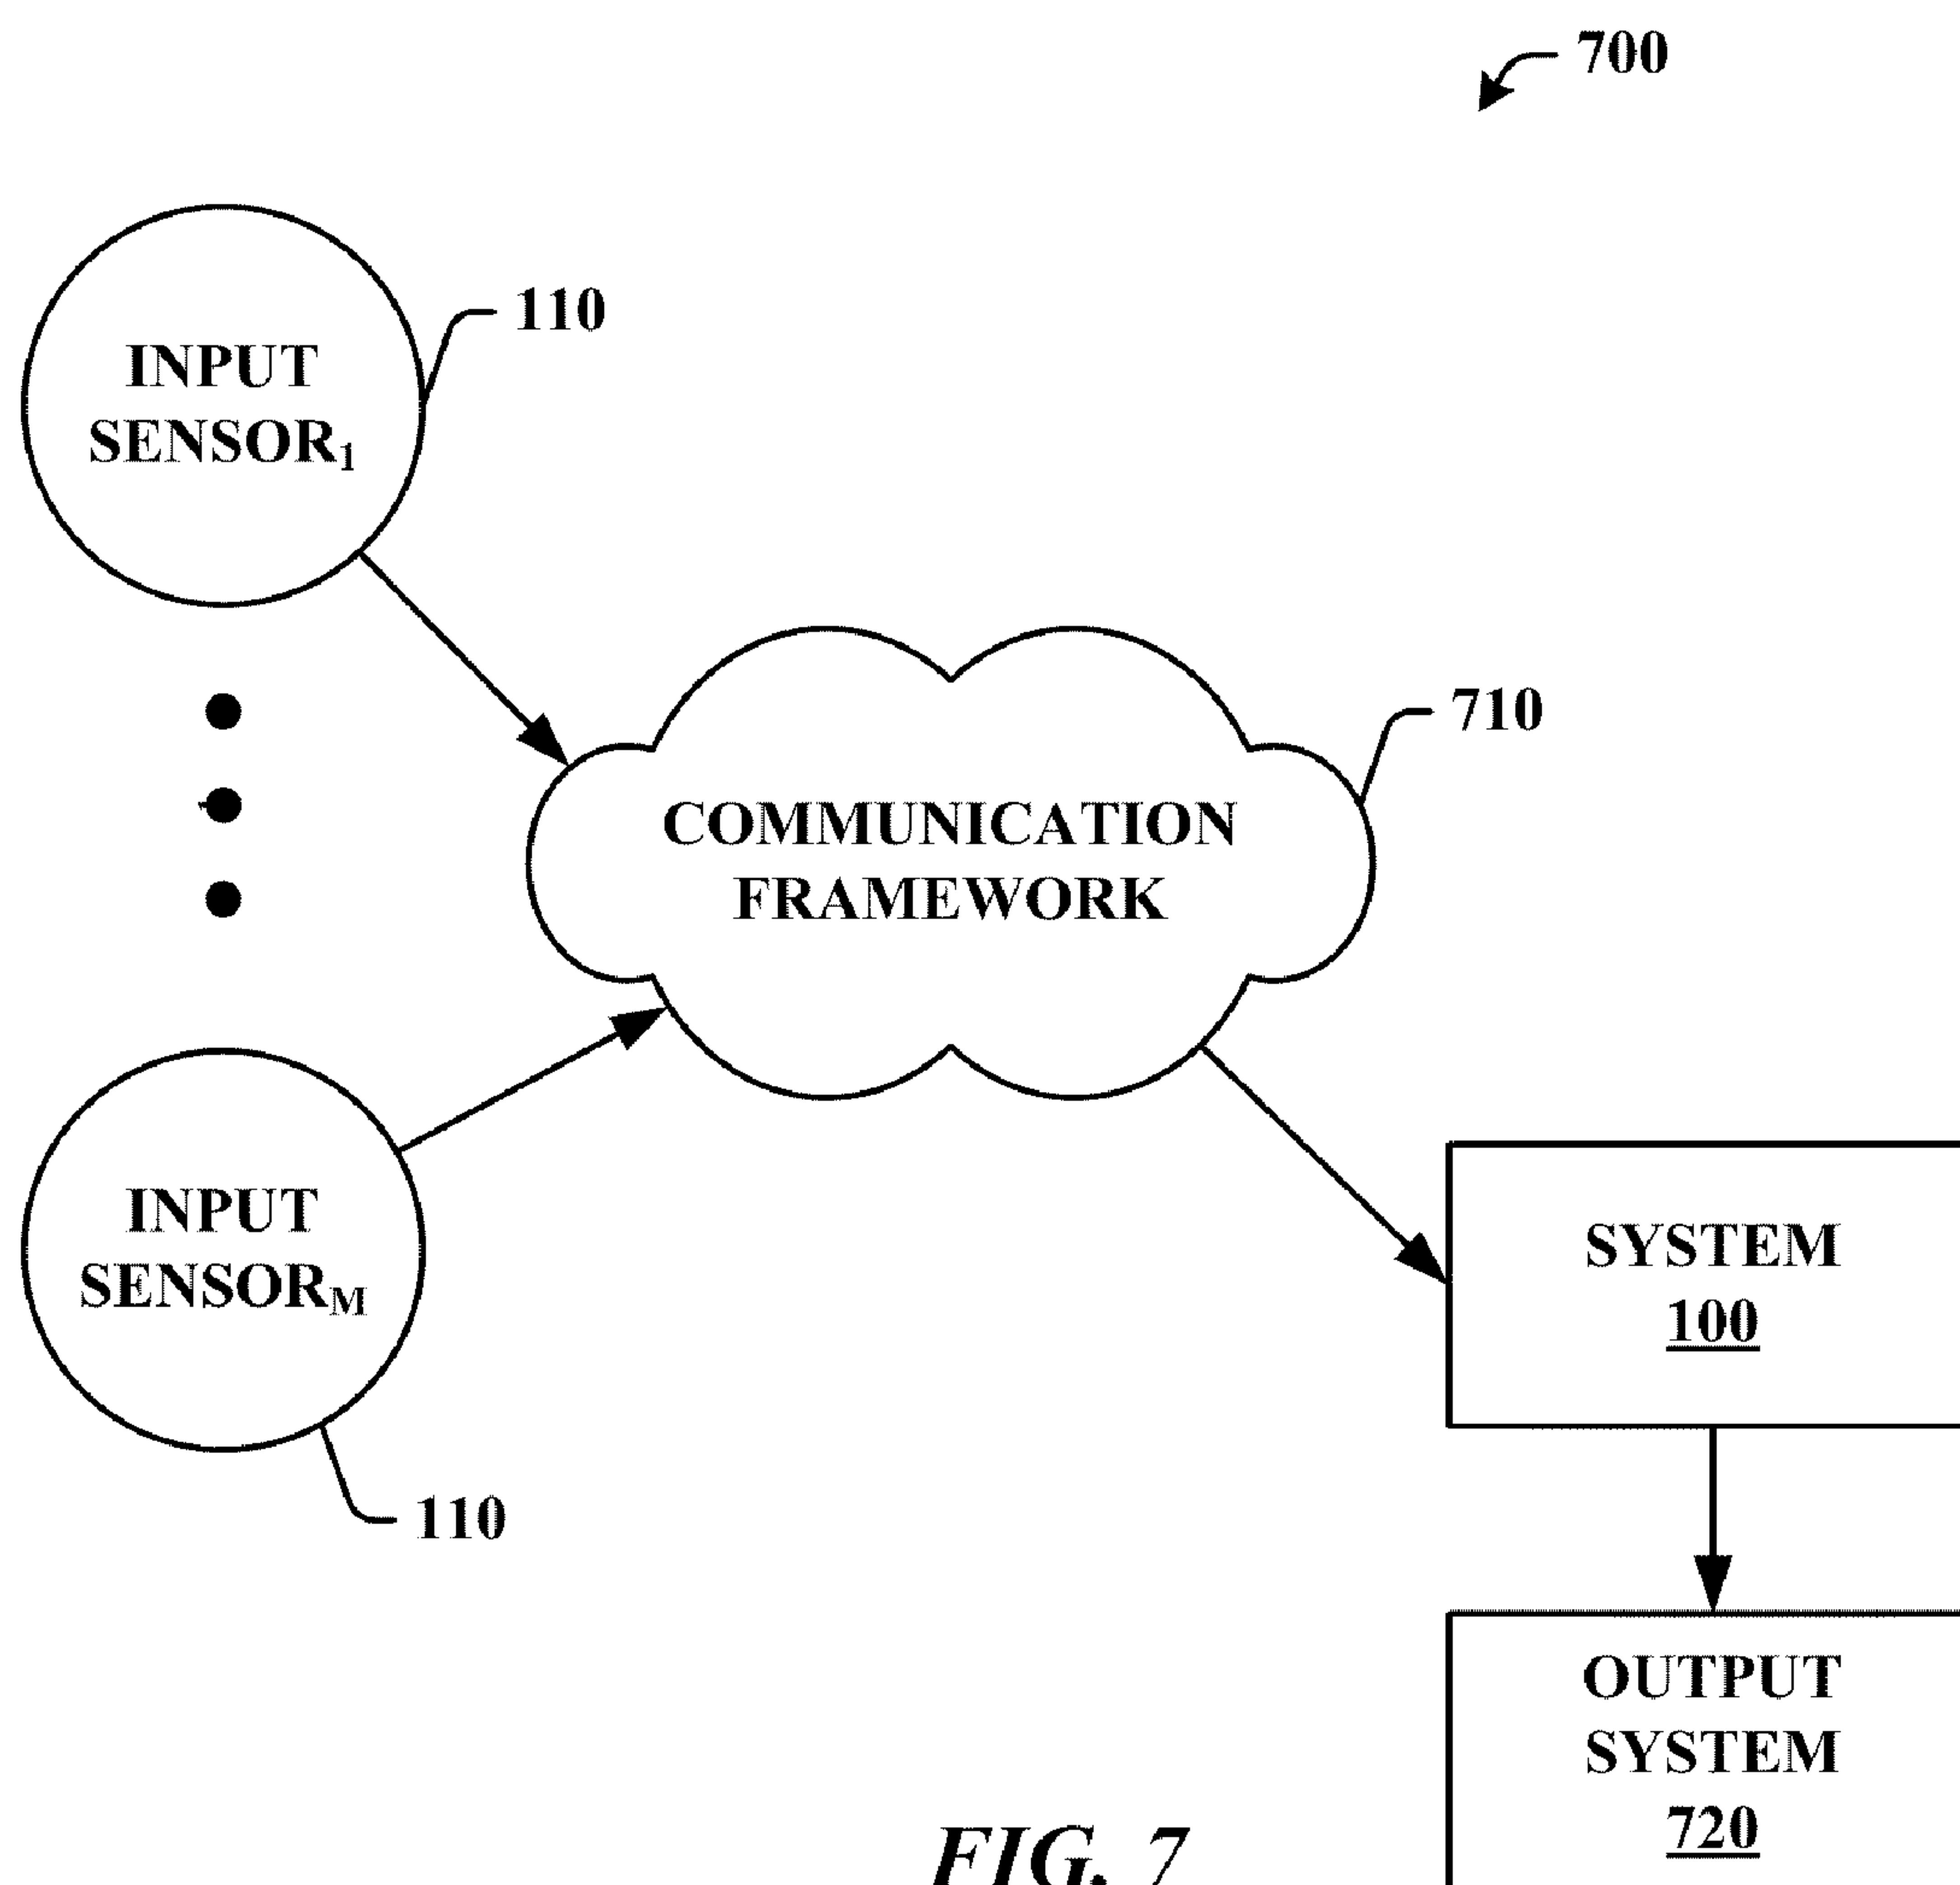 700
110
INPUT
SENSOR₁
710
COMMUNICATION
FRAMEWORK
INPUT
SENSORM
SYSTEM
100
110
OUTPUT
SYSTEM
720
FIG. 7